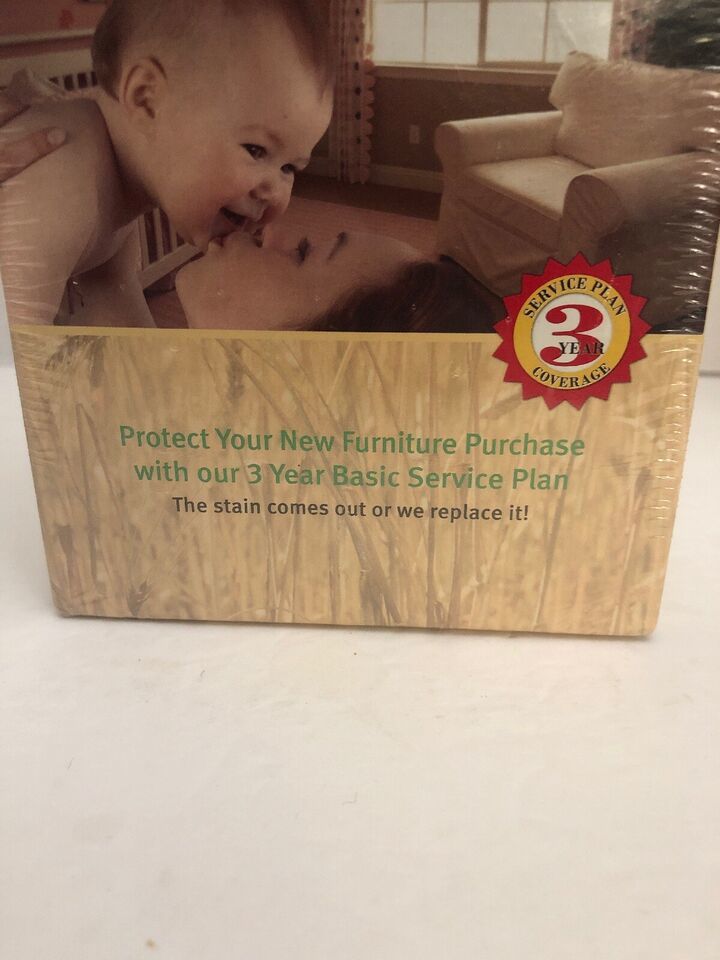 SERVICE PLAN
3
YEAR
COVERAGE
Protect Your New Furniture Purchase
with our 3 Year Basic Service Plan
The stain comes out or we replace it!